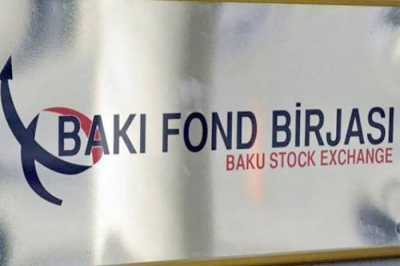 BAKI FOND BİRJASI
BAKU STOCK EXCHANGE